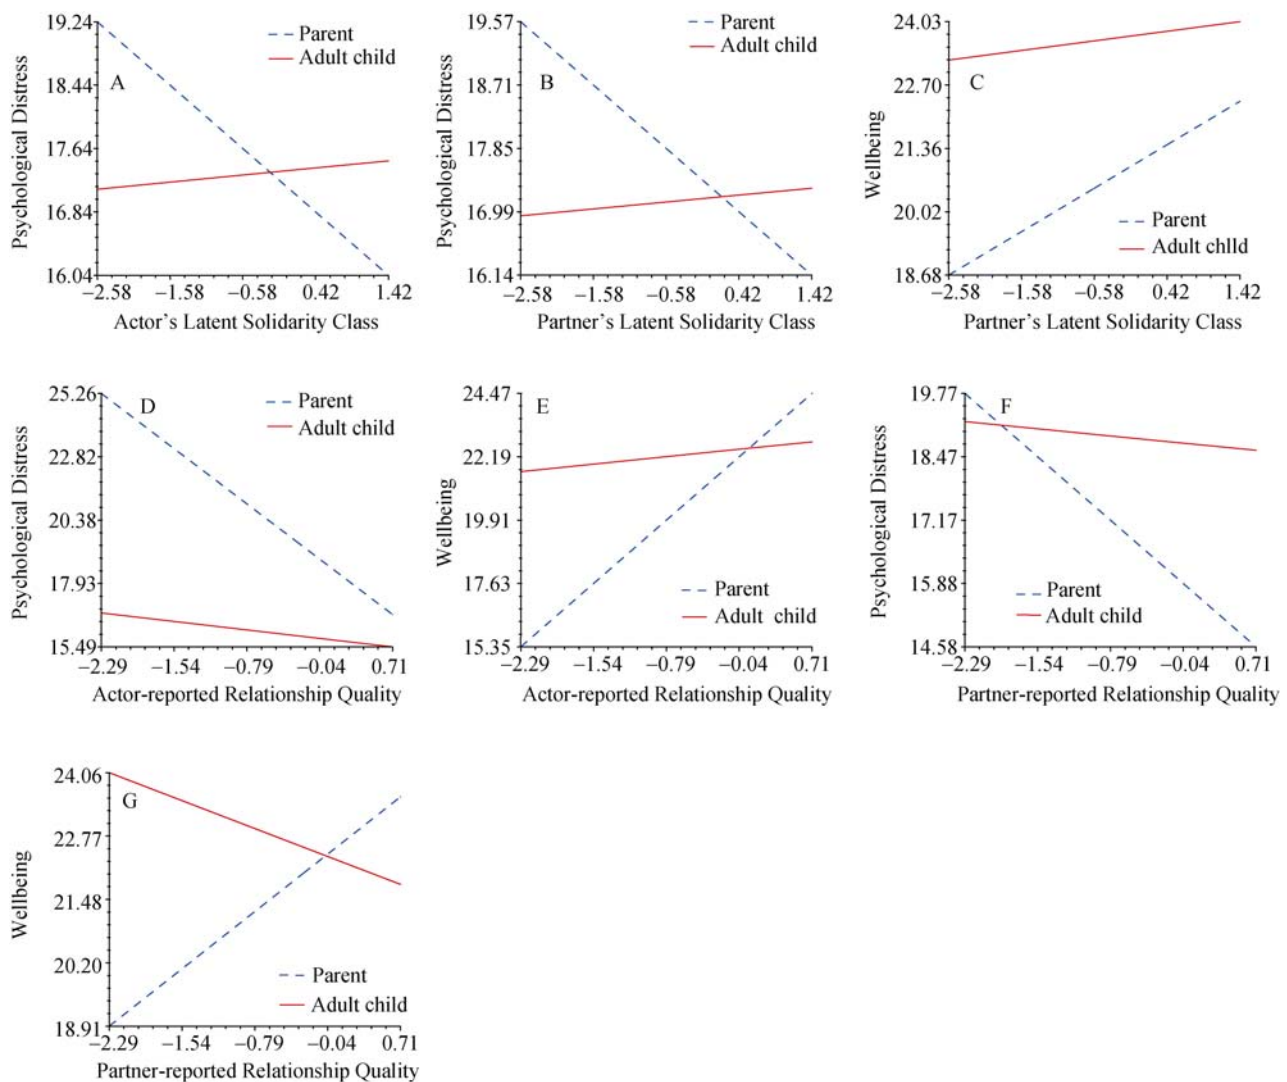 19.24
18.44
17.64
16.84
16.04
Psychological Distress
A
Parent
Adult child
−2.58 −1.58 −0.58 0.42 1.42
Actor’s Latent Solidarity Class
19.57
18.71
17.85
16.99
16.14
Psychological Distress
B
Parent
Adult child
−2.58 −1.58 −0.58 0.42 1.42
Partner’s Latent Solidarity Class
24.03
22.70
21.36
20.02
18.68
Wellbeing
C
Parent
Adult chlld
−2.58 −1.58 −0.58 0.42 1.42
Partner’s Latent Solidarity Class
25.26
22.82
20.38
17.93
15.49
Psychological Distress
D
Parent
Adult child
−2.29 −1.54 −0.79 −0.04 0.71
Actor-reported Relationship Quality
24.47
22.19
19.91
17.63
15.35
Wellbeing
E
Parent
Adult child
−2.29 −1.54 −0.79 −0.04 0.71
Actor-reported Relationship Quality
19.77
18.47
17.17
15.88
14.58
Psychological Distress
F
Parent
Adult child
−2.29 −1.54 −0.79 −0.04 0.71
Partner-reported Relationship Quality
24.06
22.77
21.48
20.20
18.91
Wellbeing
G
Parent
Adult child
−2.29 −1.54 −0.79 −0.04 0.71
Partner-reported Relationship Quality